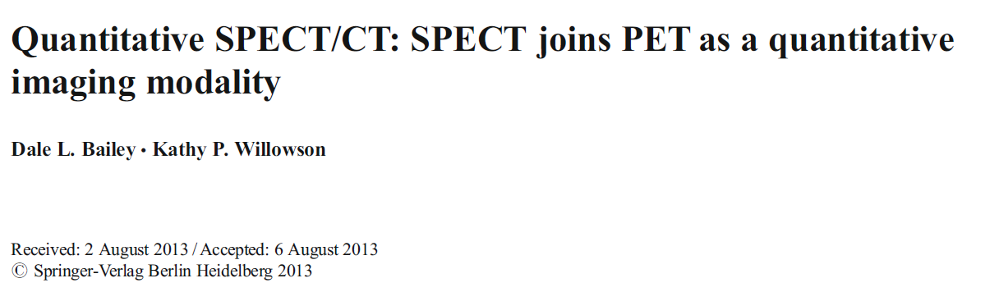 Quantitative SPECT/CT: SPECT joins PET as a quantitative
imaging modality
Dale L. Bailey · Kathy P. Willowson
Received: 2 August 2013 / Accepted: 6 August 2013
© Springer-Verlag Berlin Heidelberg 2013